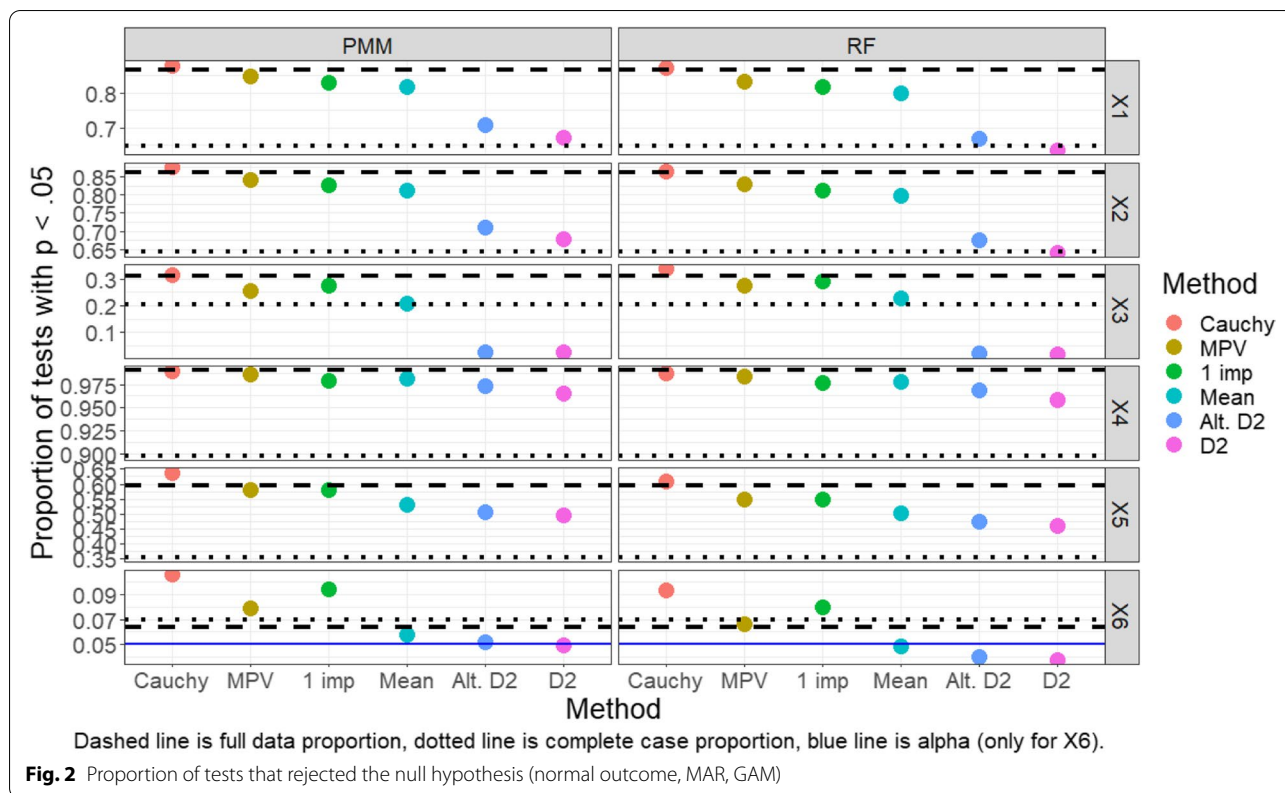 PMM RF
Proportion of tests with p < .05
0.8
0.7
X1
0.85
0.80
0.75
0.70
0.65
X2
0.3
0.2
0.1
X3
0.975
0.950
0.925
0.900
X4
0.65
0.60
0.55
0.50
0.45
0.40
0.35
X5
0.09
0.07
0.05
X6
Cauchy MPV 1 imp Mean Alt. D2 D2 Cauchy MPV 1 imp Mean Alt. D2 D2
Method
Method
Cauchy
MPV
1 imp
Mean
Alt. D2
D2
Dashed line is full data proportion, dotted line is complete case proportion, blue line is alpha (only for X6).
Fig. 2 Proportion of tests that rejected the null hypothesis (normal outcome, MAR, GAM)